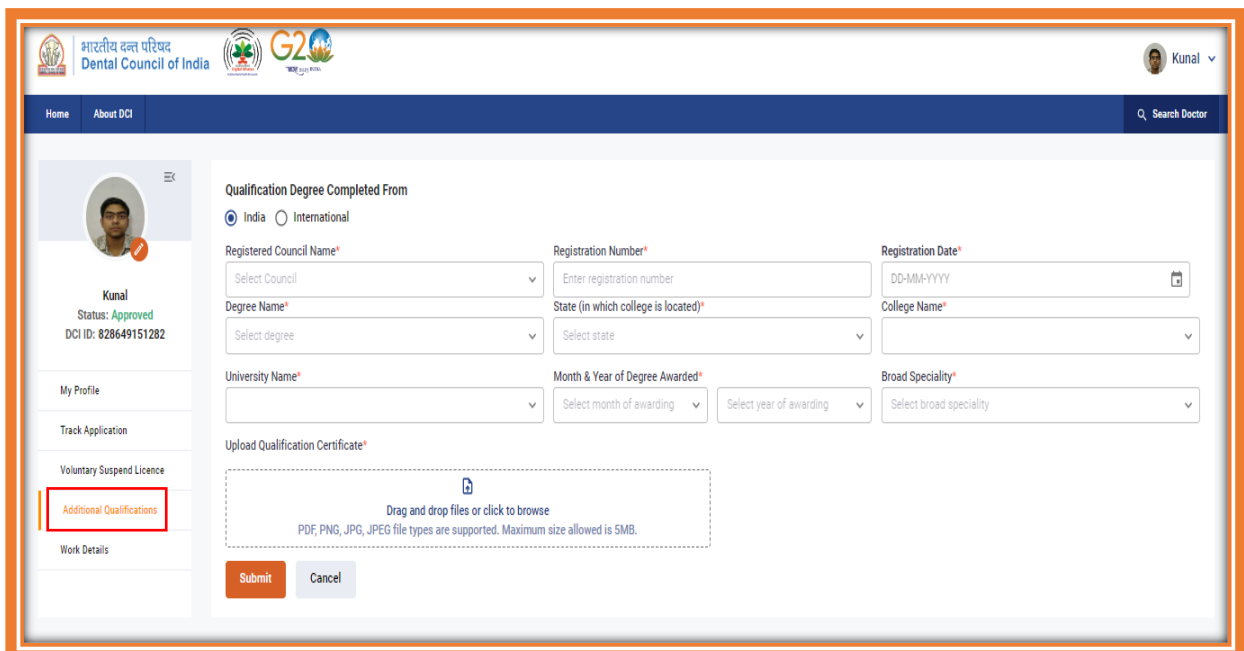 भारतीय दन्त परिषद
Dental Council of India
G20
Kunal
Home
About DCI
Search Doctor
Kunal
Status: Approved
DCI ID: 828649151282
My Profile
Track Application
Voluntary Suspend Licence
Additional Qualifications
Work Details
Qualification Degree Completed From
India International
Registered Council Name* Registration Number* Registration Date*
Select Council Enter registration number DD-MM-YYYY
Degree Name* State (in which college is located)* College Name*
Select degree Select state
University Name* Month & Year of Degree Awarded* Broad Speciality*
Select month of awarding Select year of awarding Select broad speciality
Upload Qualification Certificate*
Drag and drop files or click to browse
PDF, PNG, JPG, JPEG file types are supported. Maximum size allowed is 5MB.
Submit Cancel